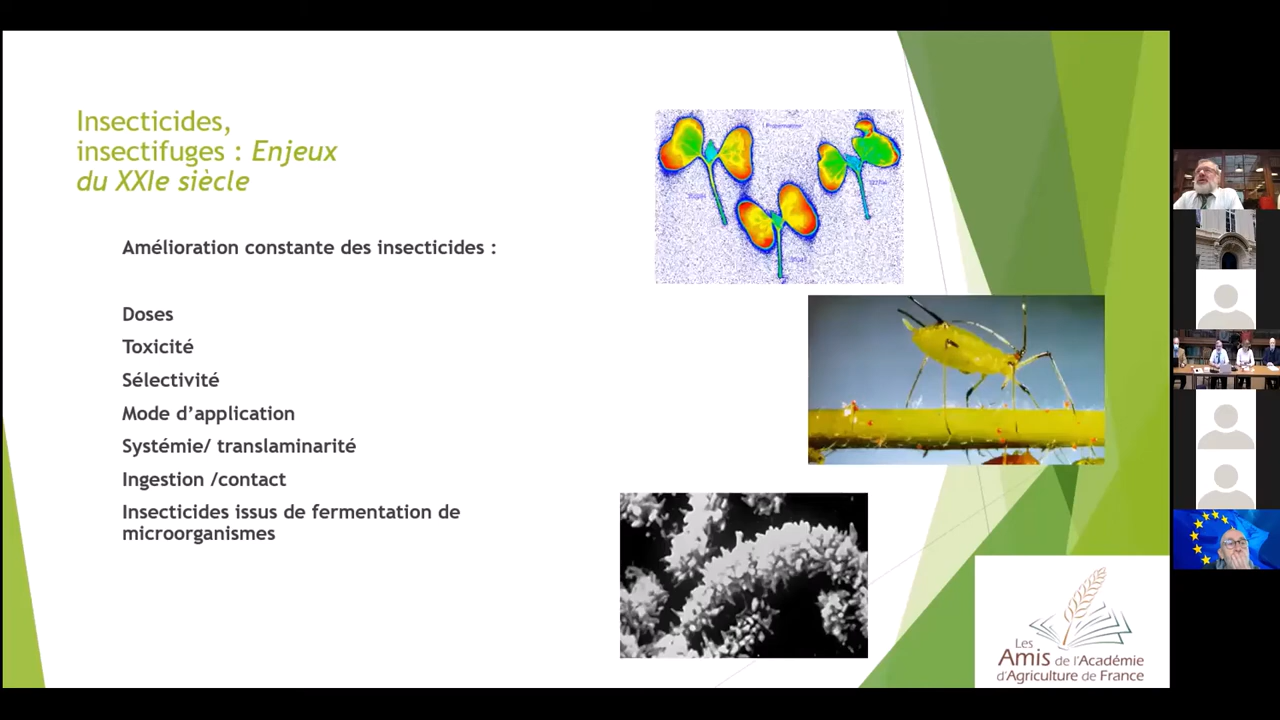 Insecticides,
insectifuges : Enjeux
du XXIe siècle
Amélioration constante des insecticides :
Doses
Toxicité
Sélectivité
Mode d’application
Systémie/ translaminarité
Ingestion /contact
Insecticides issus de fermentation de
microorganismes
Les
Amis de l'Académie
d'Agriculture de France